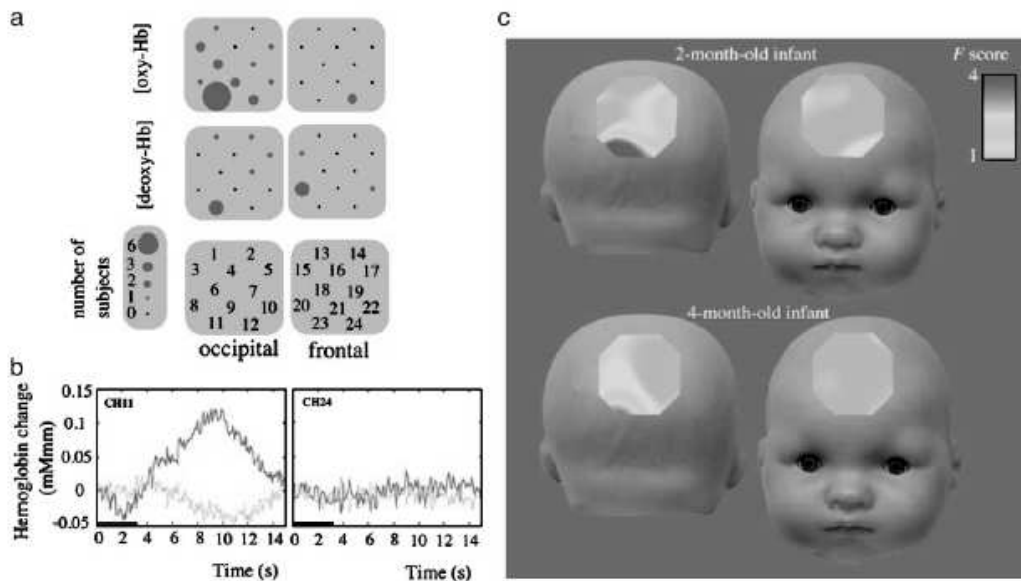 a
[oxy-Hb]
[deoxy-Hb]
number of
subjects
6
3
2
1
0
1 2
3 4 5
6 7
8 9 10
11 12
13 14
15 16 17
18 19
20 21 22
23 24
occipital frontal
b
Hemoglobin change
(mMmm)
0.15
0.1
0.05
0
-0.05
CH11
CH24
0 2 4 6 8 10 12 14
0 2 4 6 8 10 12 14
Time (s) Time (s)
c
2-month-old infant
F score
4
1
4-month-old infant